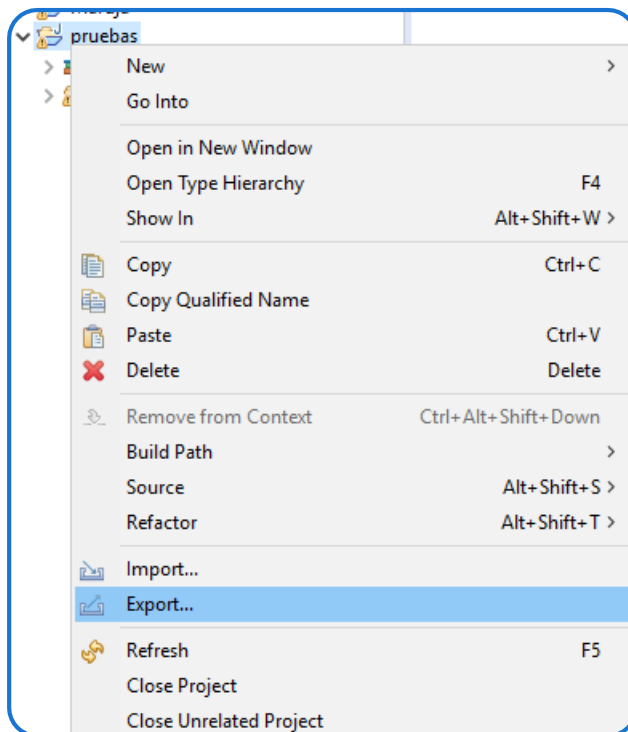 pruebas
New
Go Into
Open in New Window
Open Type Hierarchy F4
Show In Alt+Shift+W >
Copy Ctrl+C
Copy Qualified Name
Paste Ctrl+V
Delete Delete
Remove from Context Ctrl+Alt+Shift+Down
Build Path
Source Alt+Shift+S >
Refactor Alt+Shift+T >
Import...
Export...
Refresh F5
Close Project
Close Unrelated Project